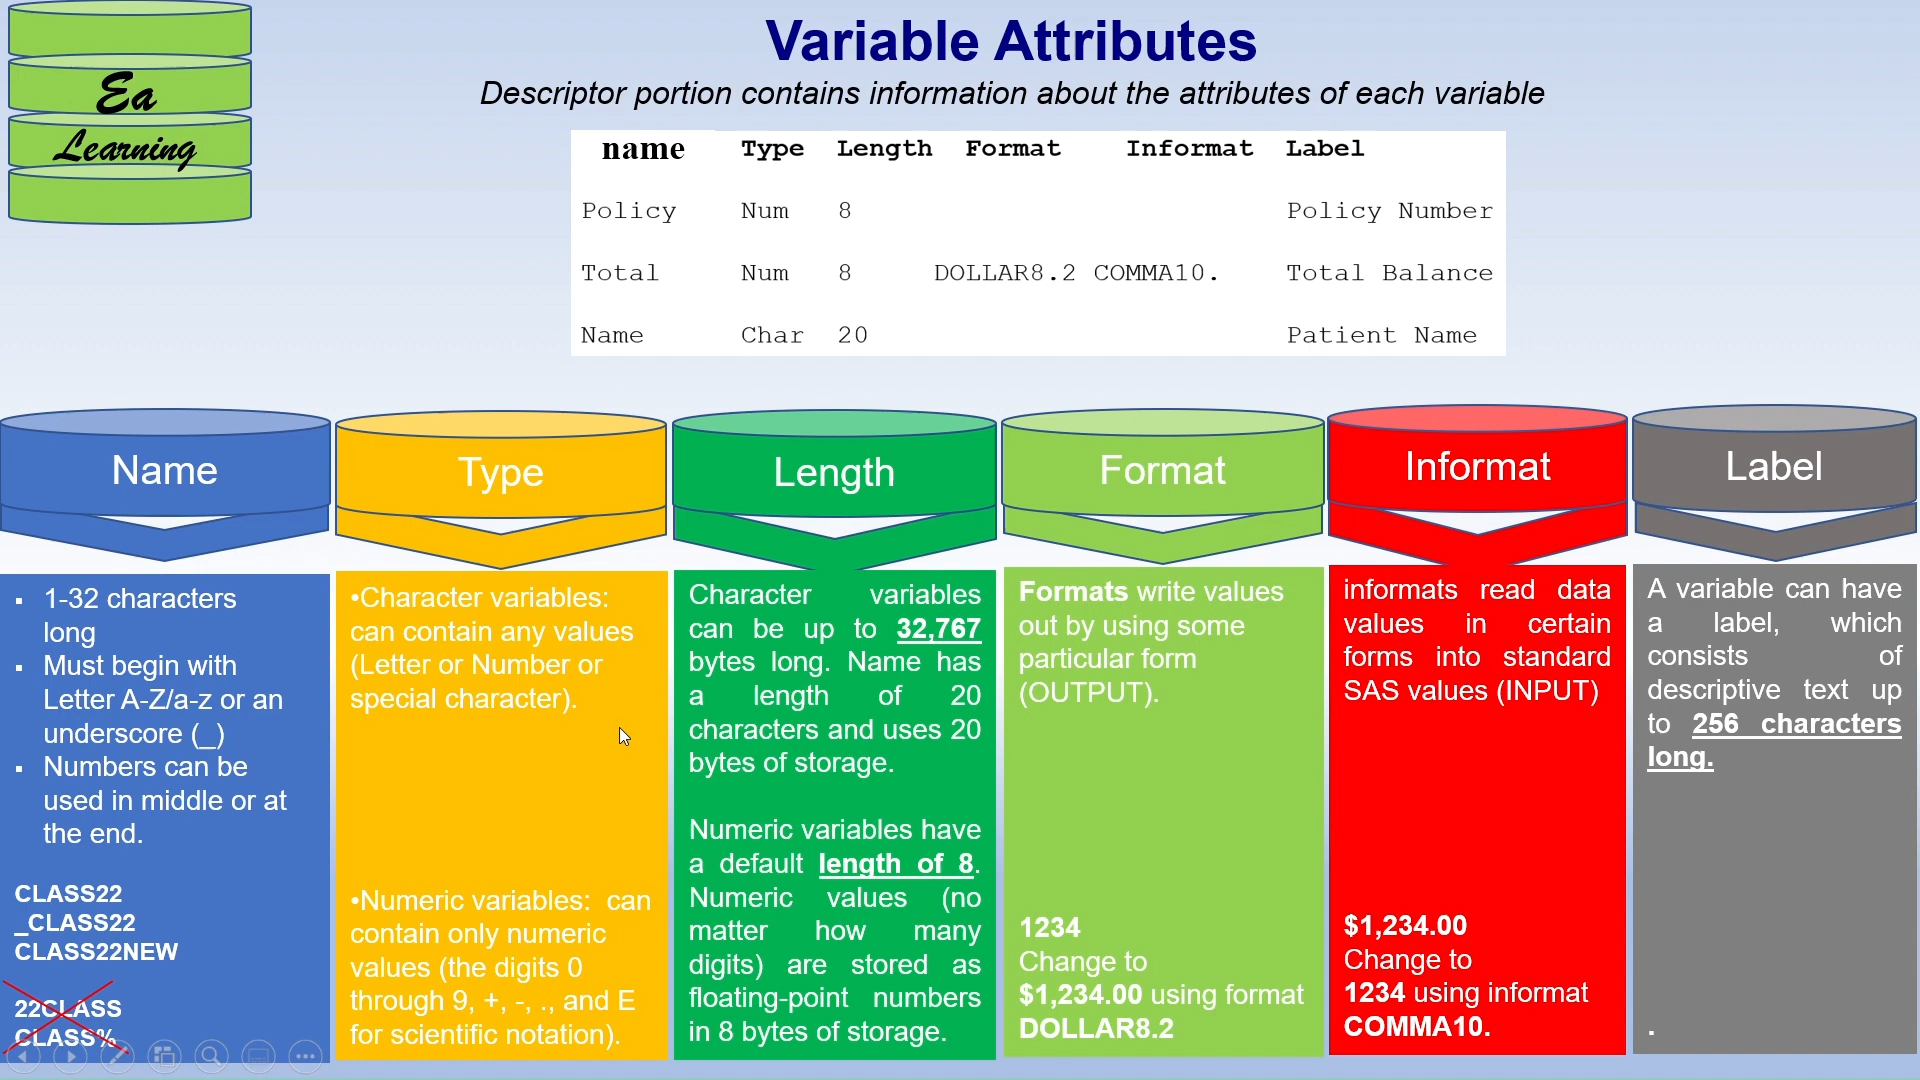 Ea
Learning
Variable Attributes
Descriptor portion contains information about the attributes of each variable
name Type Length Format Informat Label
Policy Num 8 Policy Number
Total Num 8 DOLLAR8.2 COMMA10. Total Balance
Name Char 20 Patient Name
Name
▪ 1-32 characters
long
▪ Must begin with
Letter A-Z/a-z or an
underscore (_)
▪ Numbers can be
used in middle or at
the end.
CLASS22
_CLASS22
CLASS22NEW
22CLASS
CLASS%
Type
•Character variables:
can contain any values
(Letter or Number or
special character).
•Numeric variables: can
contain only numeric
values (the digits 0
through 9, +, -, ., and E
for scientific notation).
Length
Character variables
can be up to 32,767
bytes long. Name has
a length of 20
characters and uses 20
bytes of storage.
Numeric variables have
a default length of 8.
Numeric values (no
matter how many
digits) are stored as
floating-point numbers
in 8 bytes of storage.
Format
Formats write values
out by using some
particular form
(OUTPUT).
1234
Change to
$1,234.00 using format
DOLLAR8.2
Informat
informats read data
values in certain
forms into standard
SAS values (INPUT)
$1,234.00
Change to
1234 using informat
COMMA10.
Label
A variable can have
a label, which
consists of
descriptive text up
to 256 characters
long.
.